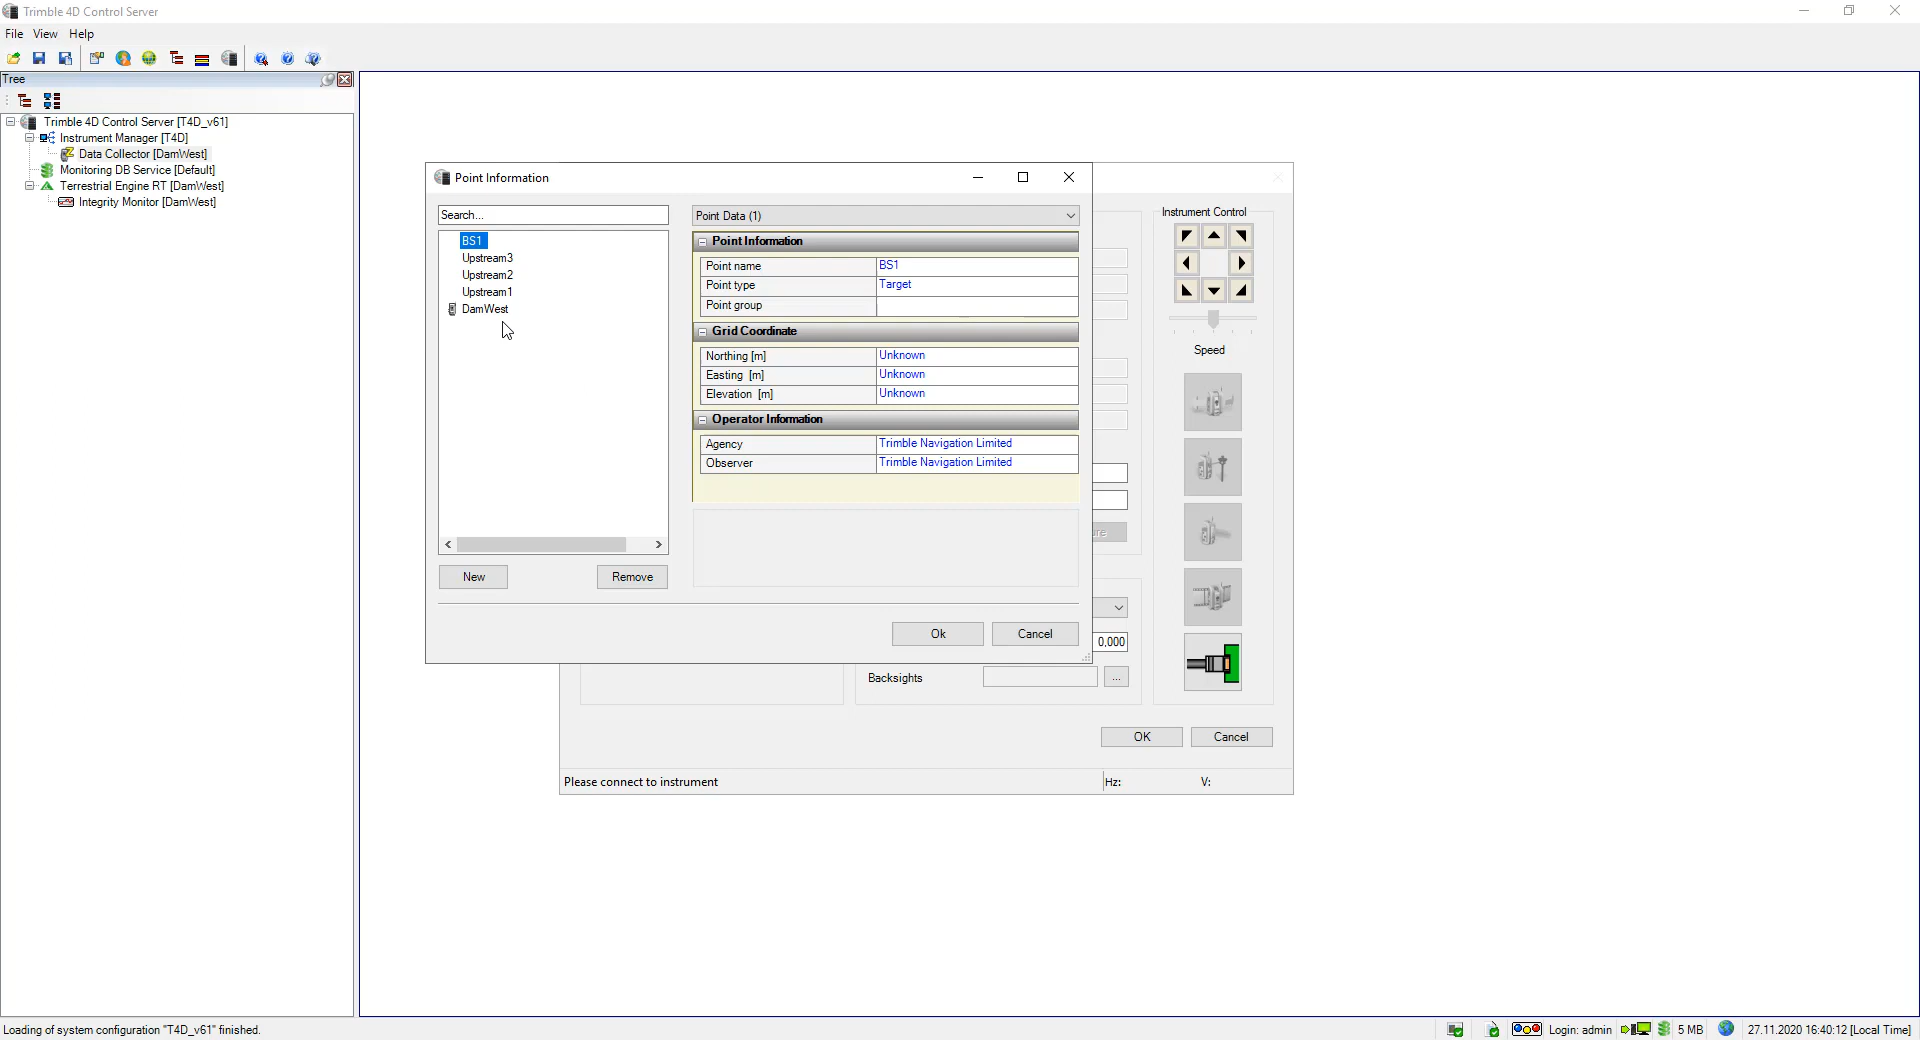 Trimble 4D Control Server
File View Help
Tree
Trimble 4D Control Server [T4D_v61]
Instrument Manager [T4D]
Data Collector [DamWest]
Monitoring DB Service [Default]
Terrestrial Engine RT [DamWest]
Integrity Monitor [DamWest]
Point Information
Search...
BS1
Upstream3
Upstream2
Upstream1
DamWest
New
Remove
Point Data (1)
Point Information
Point name BS1
Point type Target
Point group
Grid Coordinate
Northing [m] Unknown
Easting [m] Unknown
Elevation [m] Unknown
Operator Information
Agency Trimble Navigation Limited
Observer Trimble Navigation Limited
Ok
Cancel
Instrument Control
Speed
0,000
Backsights
...
OK
Cancel
Please connect to instrument
Hz:
V:
Loading of system configuration "T4D_v61" finished.
Login: admin
5 MB
27.11.2020 16:40:12 [Local Time]